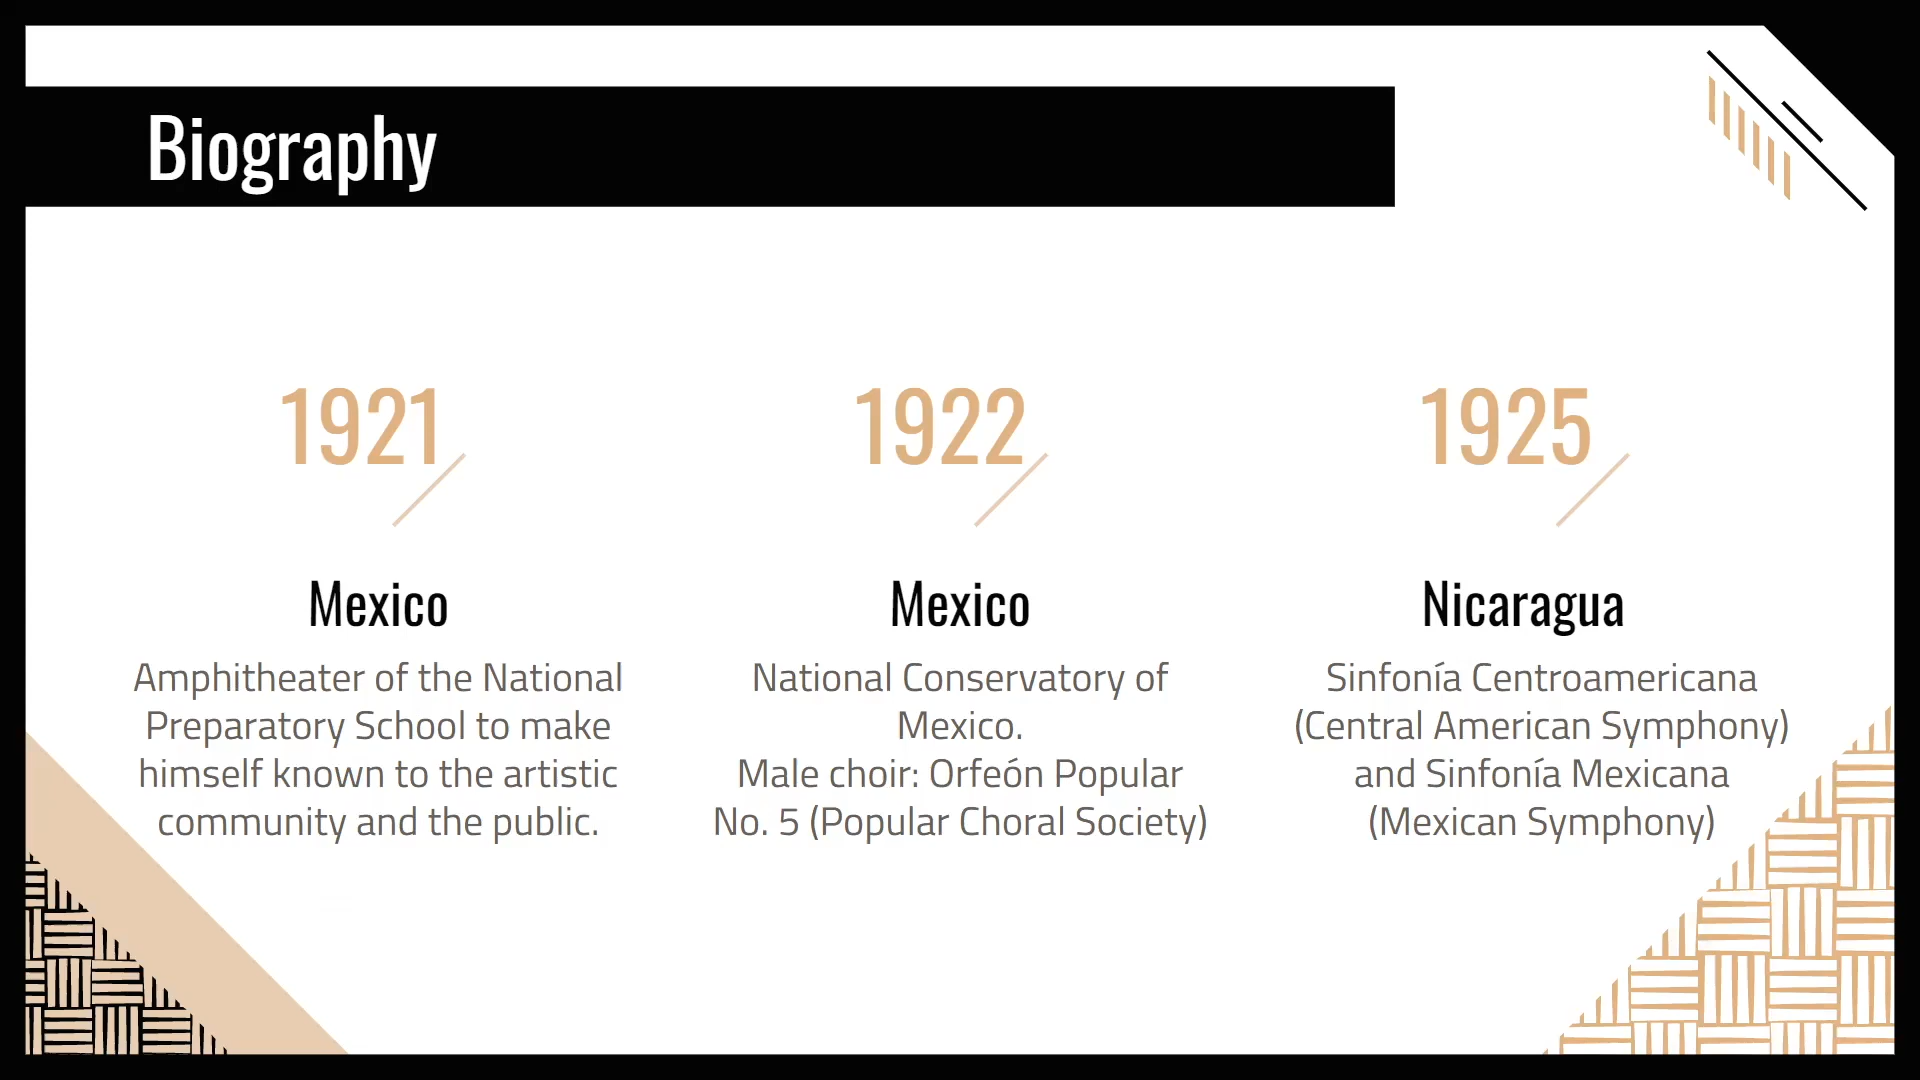 Biography
1921
Mexico
Amphitheater of the National
Preparatory School to make
himself known to the artistic
community and the public.
1922
Mexico
National Conservatory of
Mexico.
Male choir: Orfeón Popular
No. 5 (Popular Choral Society)
1925
Nicaragua
Sinfonía Centroamericana
(Central American Symphony)
and Sinfonía Mexicana
(Mexican Symphony)